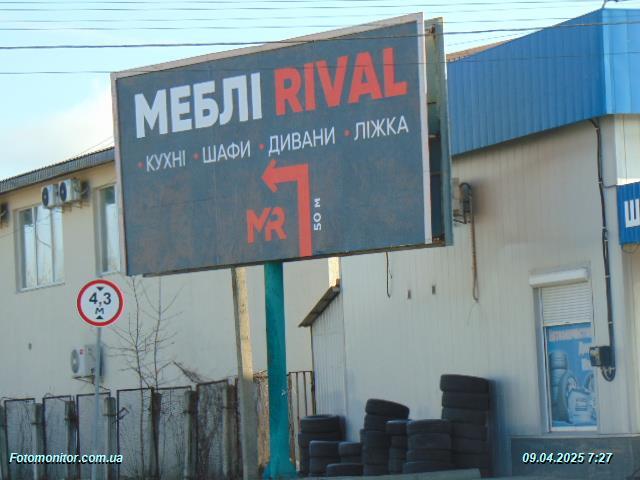 МЕБЛІ RIVAL
• КУХНІ • ШАФИ • ДИВАНИ • ЛІЖКА
MR
50 М
4,3
М
Ш
Fotomonitor.com.ua
09.04.2025 7:27